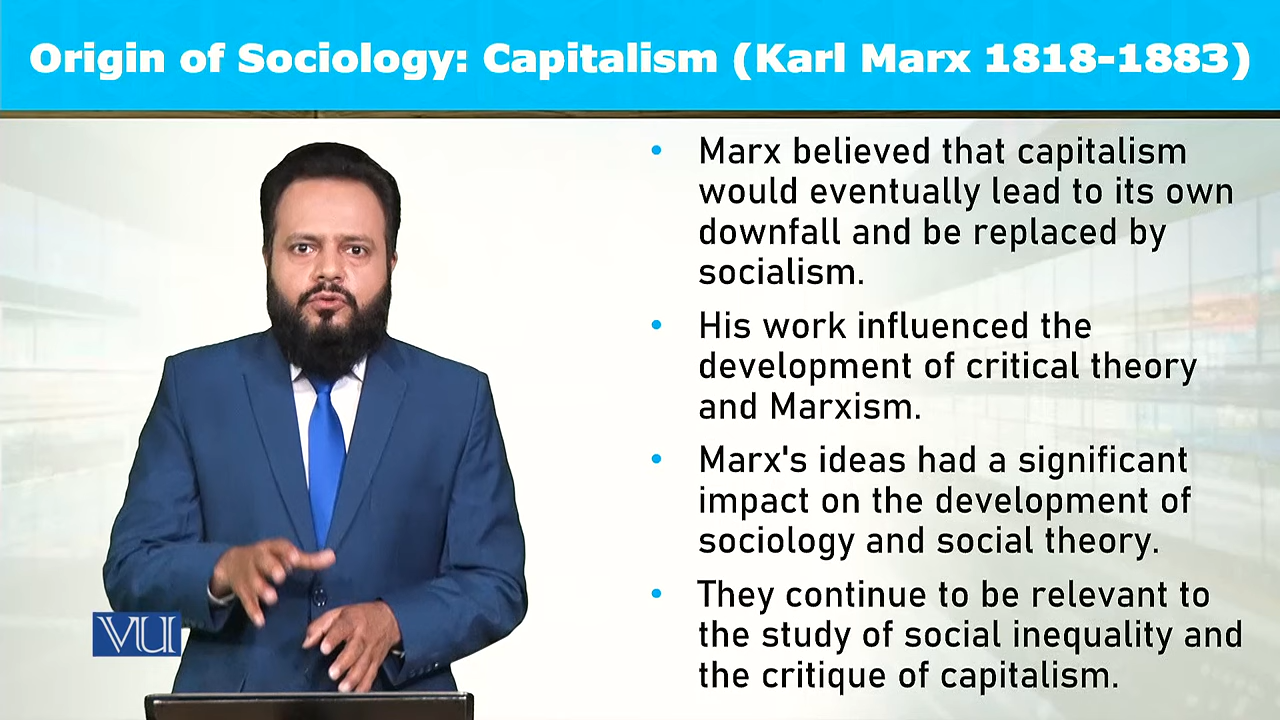 Origin of Sociology: Capitalism (Karl Marx 1818-1883)
• Marx believed that capitalism
would eventually lead to its own
downfall and be replaced by
socialism.
• His work influenced the
development of critical theory
and Marxism.
• Marx's ideas had a significant
impact on the development of
sociology and social theory.
• They continue to be relevant to
the study of social inequality and
the critique of capitalism.
VU